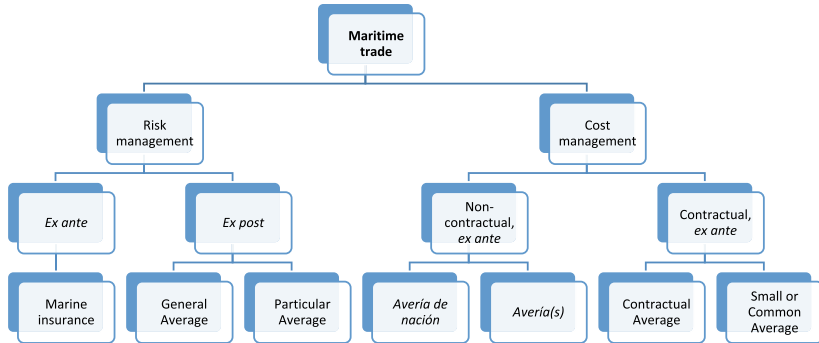 Maritime
trade
Risk
management
Cost
management
Ex ante
Ex post
Non-
contractual,
ex ante
Contractual,
ex ante
Marine
insurance
General
Average
Particular
Average
Avería de
nación
Avería(s)
Contractual
Average
Small or
Common
Average